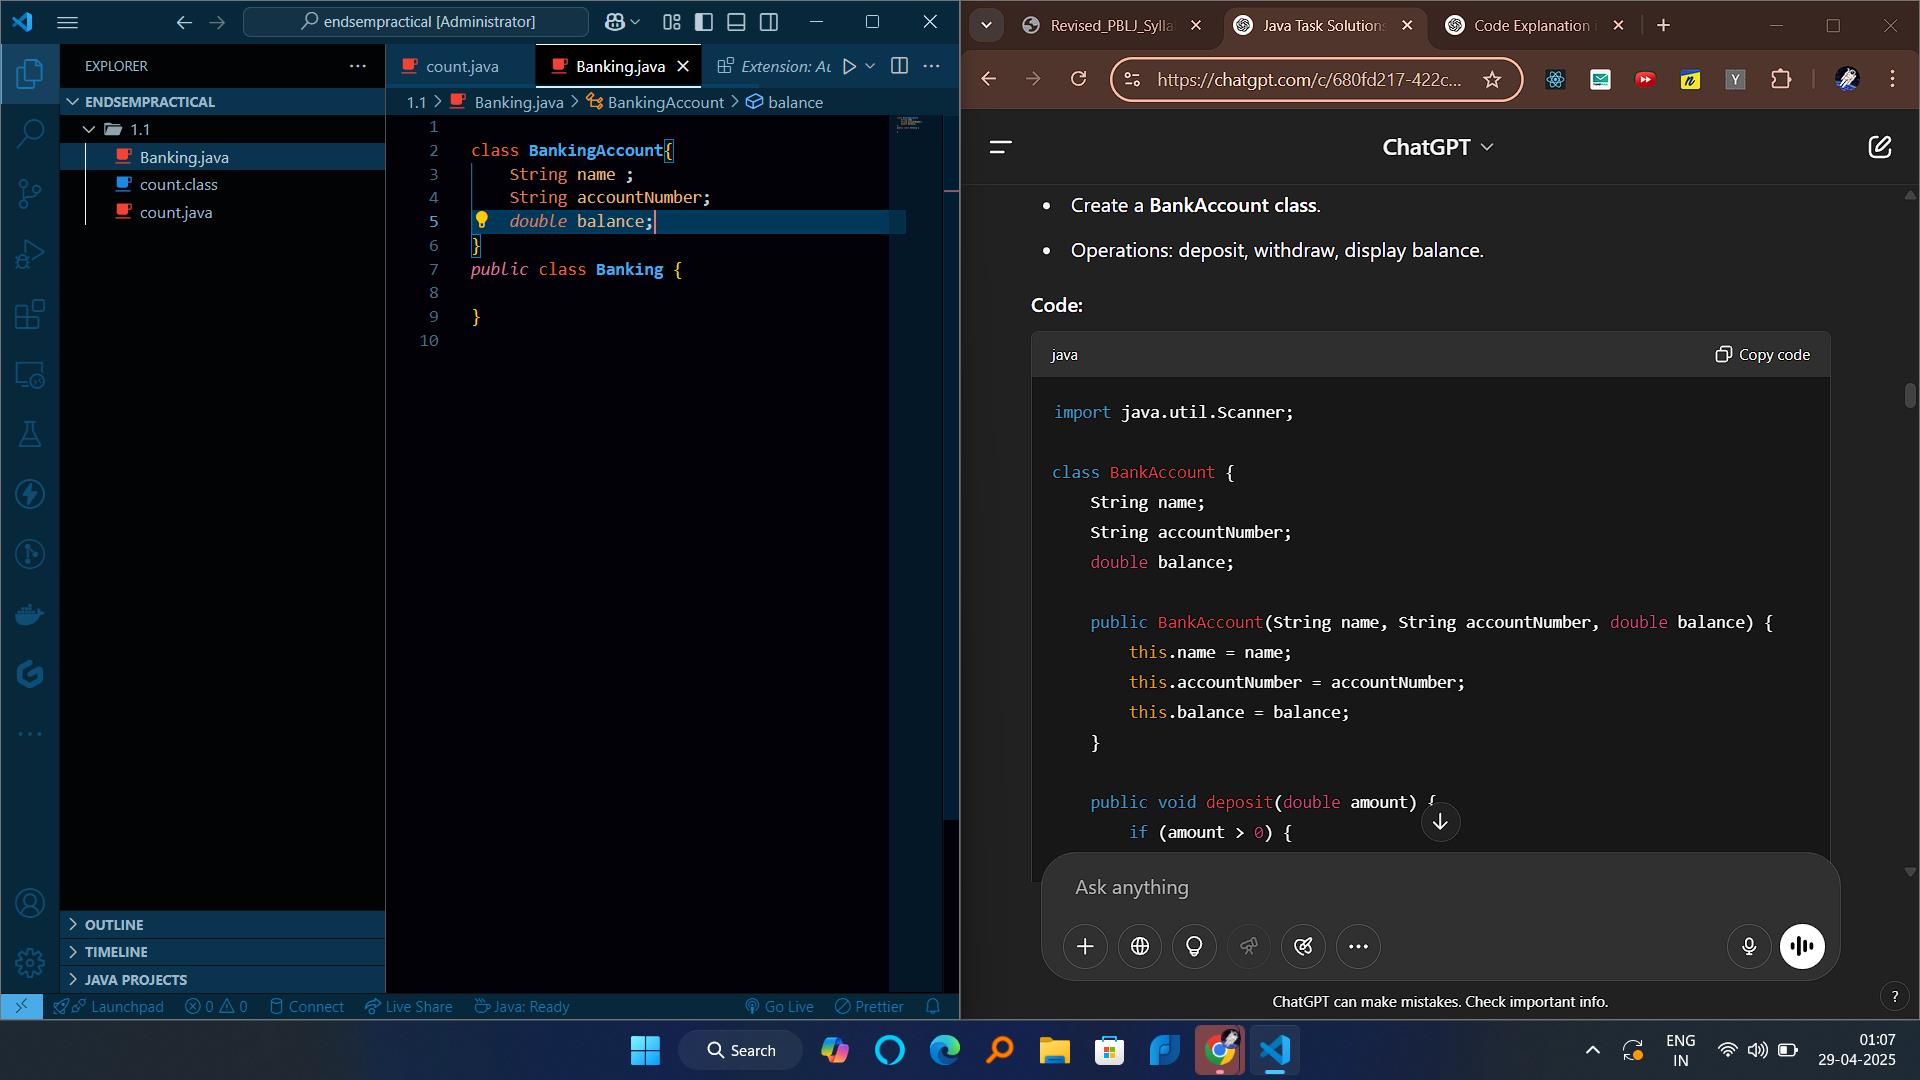 endsempractical [Administrator]
EXPLORER
ENDSEMPRACTICAL
1.1
Banking.java
count.class
count.java
OUTLINE
TIMELINE
JAVA PROJECTS
count.java
Banking.java
Extension: Au
1.1 > Banking.java > BankingAccount > balance
1
2 class BankingAccount{
3 String name ;
4 String accountNumber;
5 double balance;
6 }
7 public class Banking {
8
9 }
10
Launchpad 0 0 Connect Live Share Java: Ready Go Live Prettier
Revised_PBLJ_Sylla
Java Task Solutions
Code Explanation
https://chatgpt.com/c/680fd217-422c...
ChatGPT
• Create a BankAccount class.
• Operations: deposit, withdraw, display balance.
Code:
java
Copy code
import java.util.Scanner;
class BankAccount {
String name;
String accountNumber;
double balance;
public BankAccount(String name, String accountNumber, double balance) {
this.name = name;
this.accountNumber = accountNumber;
this.balance = balance;
}
public void deposit(double amount) {
if (amount > 0) {
Ask anything
ChatGPT can make mistakes. Check important info.
?
Search
ENG
IN
01:07
29-04-2025